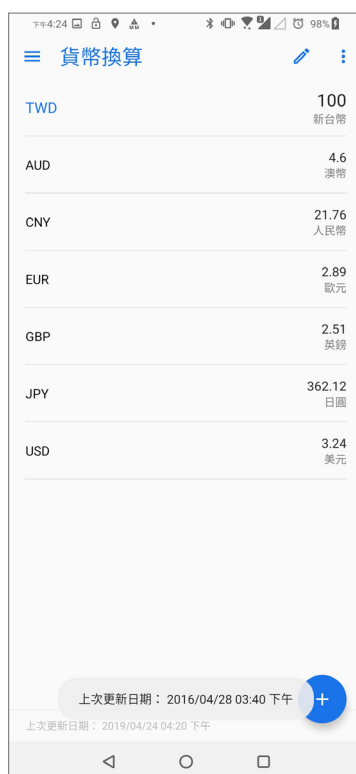 下午4:24 98%
貨幣換算
TWD 100
新台幣
AUD 4.6
澳幣
CNY 21.76
人民幣
EUR 2.89
歐元
GBP 2.51
英鎊
JPY 362.12
日圓
USD 3.24
美元
上次更新日期： 2016/04/28 03:40 下午
上次更新日期： 2019/04/24 04:20 下午